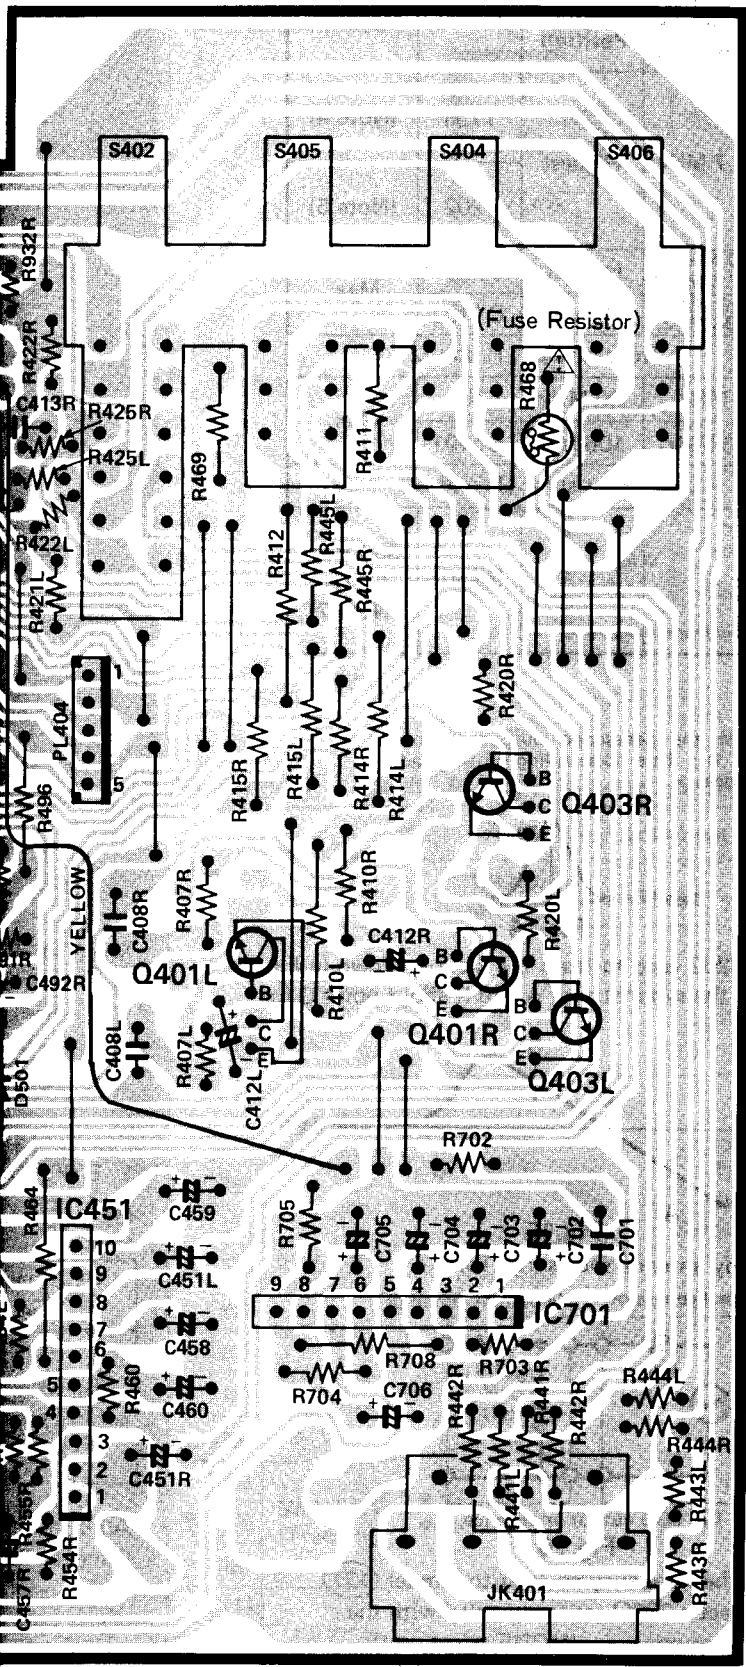 S402 S405 S404 S406
R932R
(Fuse Resistor)
R422R
R468
C413R
R425R
R411
R425L
R469
R445L
R422L
R412
R445R
R421L
1
R420R
PL404
R415R
R415L
R414R
R414L
5
B
C Q403R
E
R496
YELLOW
C408R
R407R
R410R
R420L
C412R
Q401L
R410L
B
C
E
B
C
E
Q401R
C492R
C408L
R407L
C412L
B
C
E
Q403L
D501
R702
R484
IC451
C459
R705
C705
C704
C703
C702
C701
10
9
8
7
6
5
4
3
2
1
C451L
9 8 7 6 5 4 3 2 1
IC701
C458
R708
R703
R460
C460
R704
C706
R442R
R441R
R442R
R444L
R444R
C451R
R455R
R441L
R443L
C457R
R454R
JK401
R443R